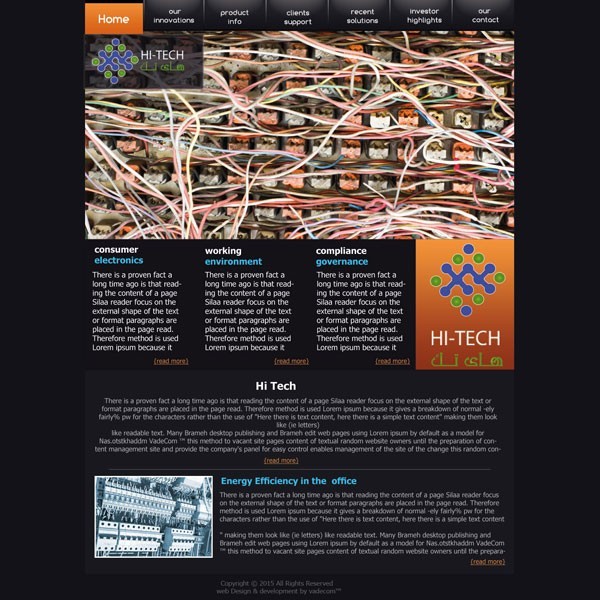 Home
our
innovations
product
info
clients
support
recent
solutions
investor
highlights
our
contact
HI-TECH
هاي تك
consumer
electronics
There is a proven fact a
long time ago is that read-
ing the content of a page
Silaa reader focus on the
external shape of the text
or format paragraphs are
placed in the page read.
Therefore method is used
Lorem ipsum because it
(read more)
working
environment
There is a proven fact a
long time ago is that read-
ing the content of a page
Silaa reader focus on the
external shape of the text
or format paragraphs are
placed in the page read.
Therefore method is used
Lorem ipsum because it
(read more)
compliance
governance
There is a proven fact a
long time ago is that read-
ing the content of a page
Silaa reader focus on the
external shape of the text
or format paragraphs are
placed in the page read.
Therefore method is used
Lorem ipsum because it
(read more)
HI-TECH
هاي تك
Hi Tech
There is a proven fact a long time ago is that reading the content of a page Silaa reader focus on the external shape of the text or
format paragraphs are placed in the page read. Therefore method is used Lorem ipsum because it gives a breakdown of normal -ely
fairly% pw for the characters rather than the use of "Here there is text content, here there is a simple text content" making them look
like (ie letters)
like readable text. Many Brameh desktop publishing and Brameh edit web pages using Lorem ipsum by default as a model for
Nas.otstkhaddm VadeCom ™ this method to vacant site pages content of textual random website owners until the preparation of con-
tent management site and provide the company's panel for easy control enables management of the site of the change this random con-
(read more)
Energy Efficiency in the office
There is a proven fact a long time ago is that reading the content of a page Silaa reader focus
on the external shape of the text or format paragraphs are placed in the page read. Therefore
method is used Lorem ipsum because it gives a breakdown of normal -ely fairly% pw for the
characters rather than the use of "Here there is text content, here there is a simple text content
" making them look like (ie letters) like readable text. Many Brameh desktop publishing and
Brameh edit web pages using Lorem ipsum by default as a model for Nas.otstkhaddm VadeCom
™ this method to vacant site pages content of textual random website owners until the prepara-
(read more)
Copyright © 2015 All Rights Reserved
web Design & development by vadecom™